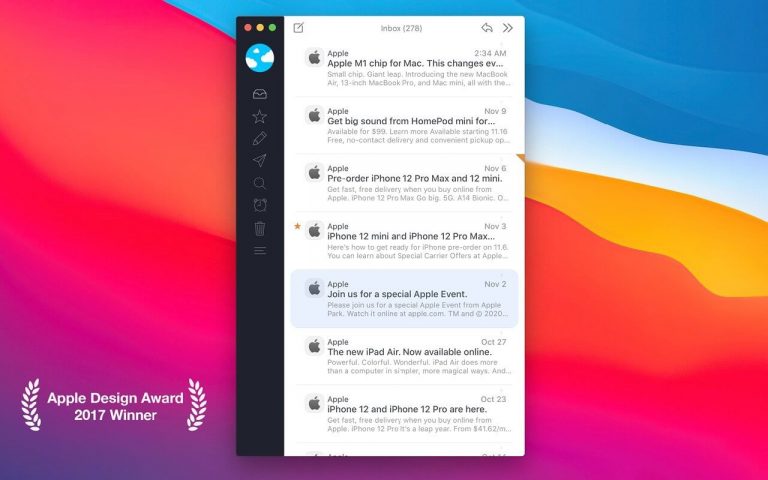 Inbox (278)
Apple
2:34 AM
Apple M1 chip for Mac. This changes ev...
Small chip. Giant leap. Introducing the new MacBook
Air, 13-inch MacBook Pro, and Mac mini, all with the...
Apple
Nov 9
Get big sound from HomePod mini for...
Available for $99. Learn more Available starting 11.16
Free, no-contact delivery and convenient pickup op...
Apple
Nov 6
Pre-order iPhone 12 Pro Max and 12 mini.
Get fast, free delivery when you buy online from
Apple. iPhone 12 Pro Max Go big. 5G. A14 Bionic. O...
Apple
Nov 3
iPhone 12 mini and iPhone 12 Pro Max...
Here's how to get ready for iPhone pre-order on 11.6.
You can learn about Special Carrier Offers at Apple...
Apple
Nov 2
Join us for a special Apple Event.
Please join us for a special Apple Event from Apple
Park. Watch it online at apple.com. TM and © 2020...
Apple
Oct 27
The new iPad Air. Now available online.
Powerful. Colorful. Wonderful. iPad Air does more
than a computer in simpler, more magical ways. And...
Apple
Oct 23
iPhone 12 and iPhone 12 Pro are here.
Get fast, free delivery when you buy online from
Apple. iPhone 12 Pro It's a leap year. From $41.62/m...
Apple
Apple Design Award
2017 Winner